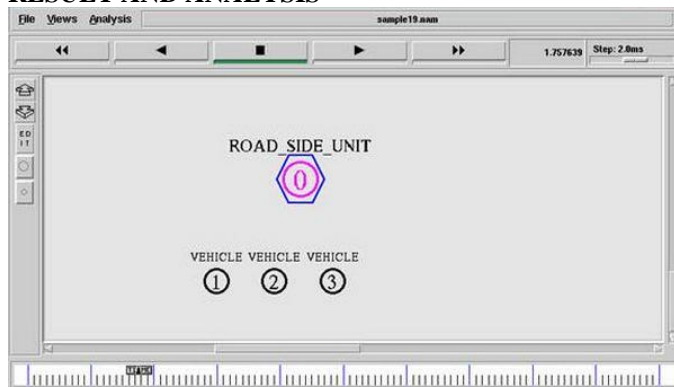 RESULT AND ANALYSIS
File Views Analysis sample19.nam
1.757639 Step: 2.0ms
ED
IT
ROAD_SIDE_UNIT
0
VEHICLE VEHICLE VEHICLE
1 2 3
TIME